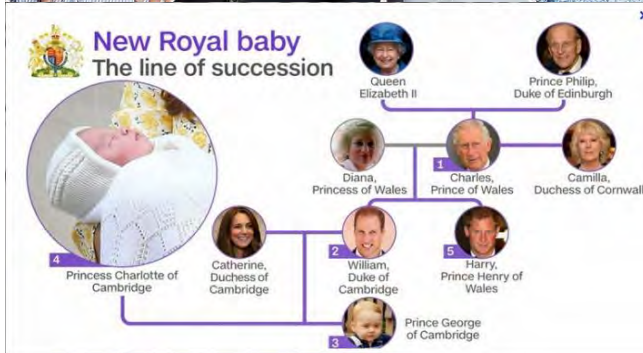 New Royal baby
The line of succession
Queen
Elizabeth II
Prince Philip,
Duke of Edinburgh
Diana,
Princess of Wales
1
Charles,
Prince of Wales
Camilla,
Duchess of Cornwall
4
Princess Charlotte of
Cambridge
Catherine,
Duchess of
Cambridge
2
William,
Duke of
Cambridge
5
Harry,
Prince Henry of
Wales
3
Prince George
of Cambridge